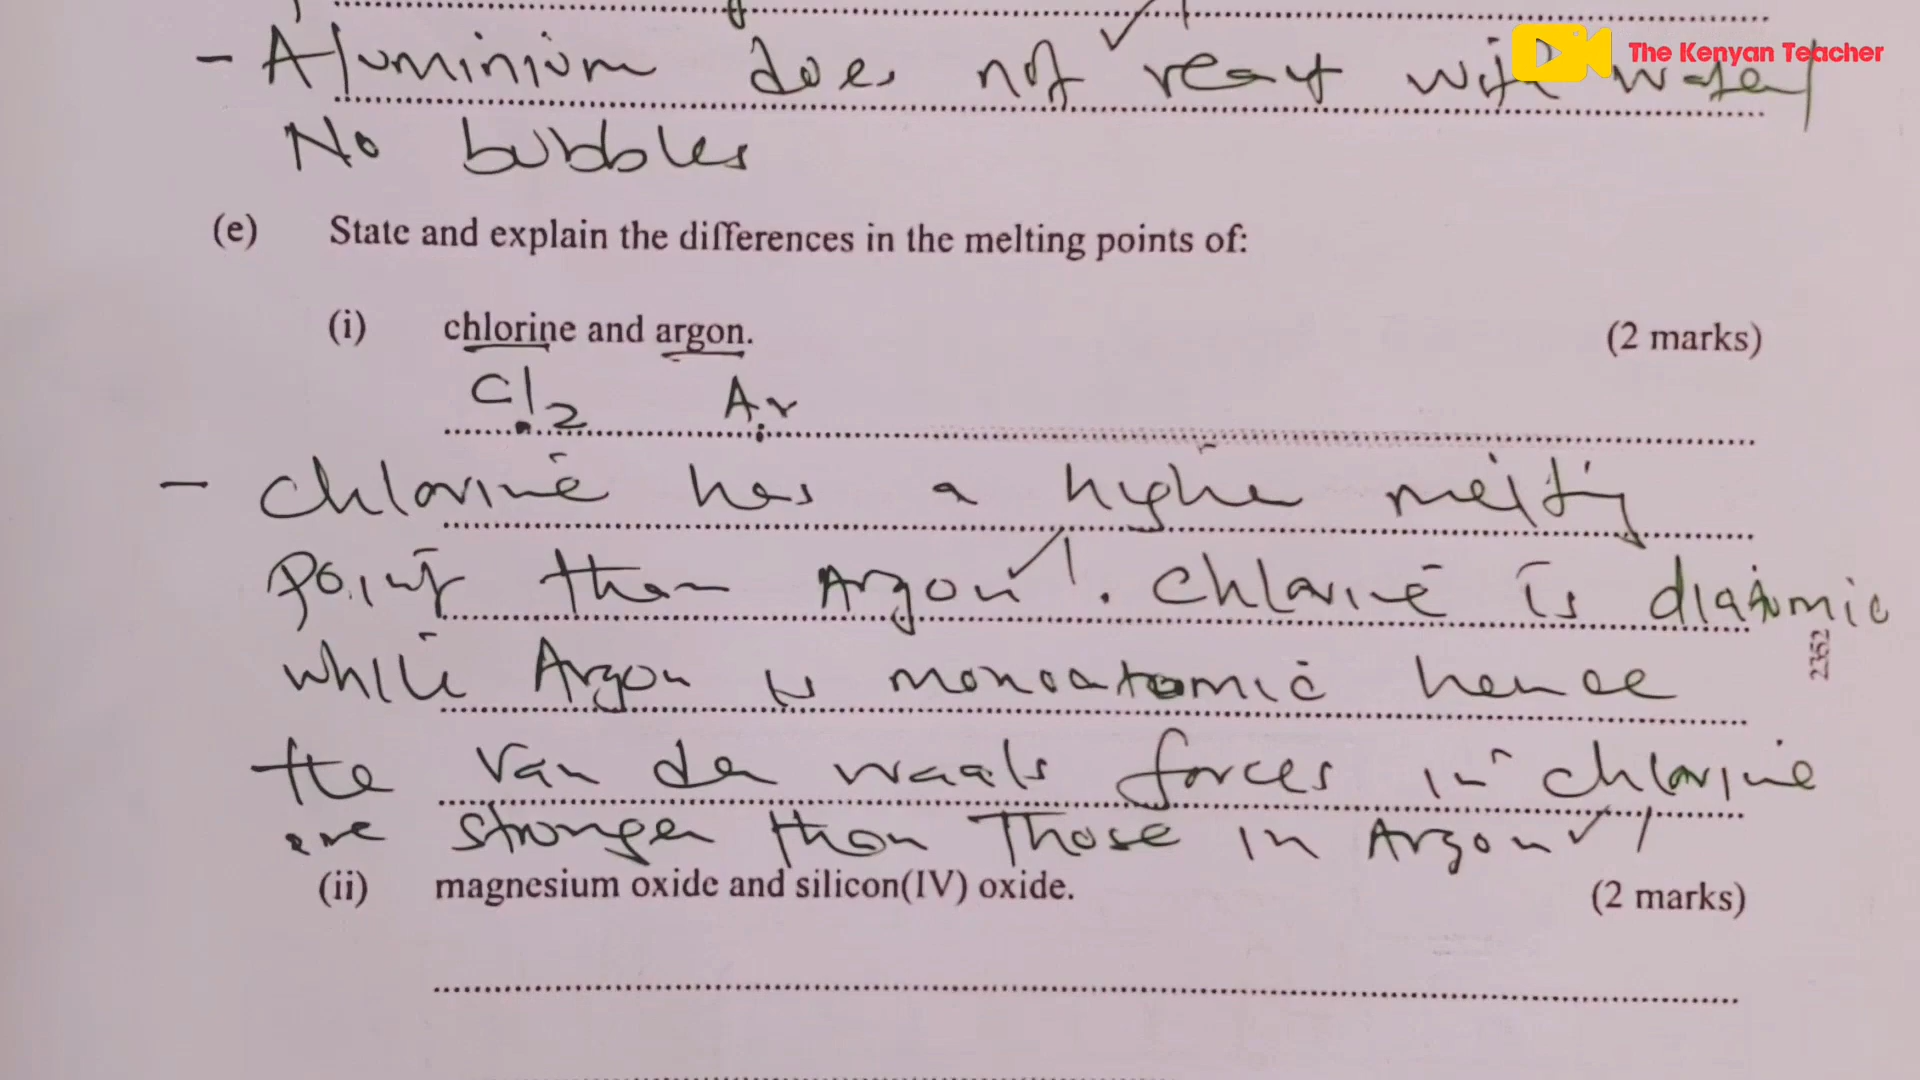 The Kenyan Teacher
- Aluminium does not react with water
No bubbles
(e) State and explain the differences in the melting points of:
(i) chlorine and argon. (2 marks)
Cl2 Ar
- Chlorine has a higher melting
point than Argon ✓1. Chlorine is diatomic
while Argon is monoatomic hence
the Van der waals forces in chlorine
are stronger than those in Argon ✓1
2352
(ii) magnesium oxide and silicon(IV) oxide. (2 marks)